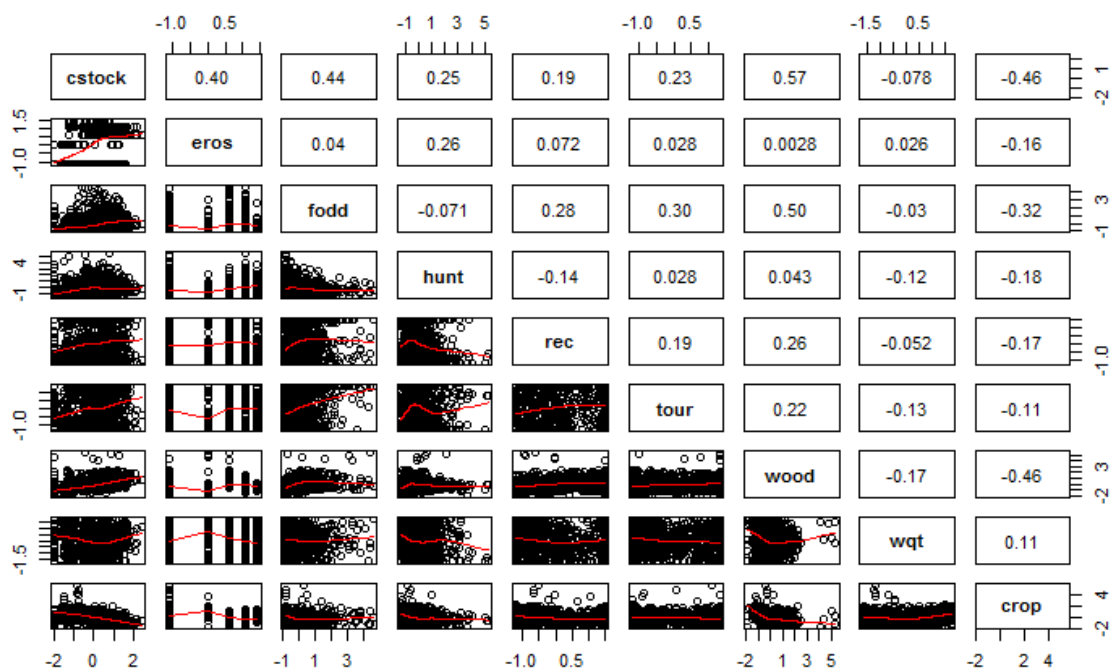 -1.0 0.5 -1 1 3 5 -1.0 0.5 -1.5 1.0
cstock 0.40 0.44 0.25 0.19 0.23 0.57 -0.078 -0.46 -2 1
-1.0 1.5 eros 0.04 0.26 0.072 0.028 0.0028 0.026 -0.16
fodd -0.071 0.28 0.30 0.50 -0.03 -0.32 -1 3
-1 4 hunt -0.14 0.028 0.043 -0.12 -0.18
rec 0.19 0.26 -0.052 -0.17 -1.0
-1.0 tour 0.22 -0.13 -0.11
wood -0.17 -0.46 -2 3
-1.5 wqt 0.11
crop -2 4
-2 0 2 -1 1 3 -1.0 0.5 -2 1 3 5 -2 2 4